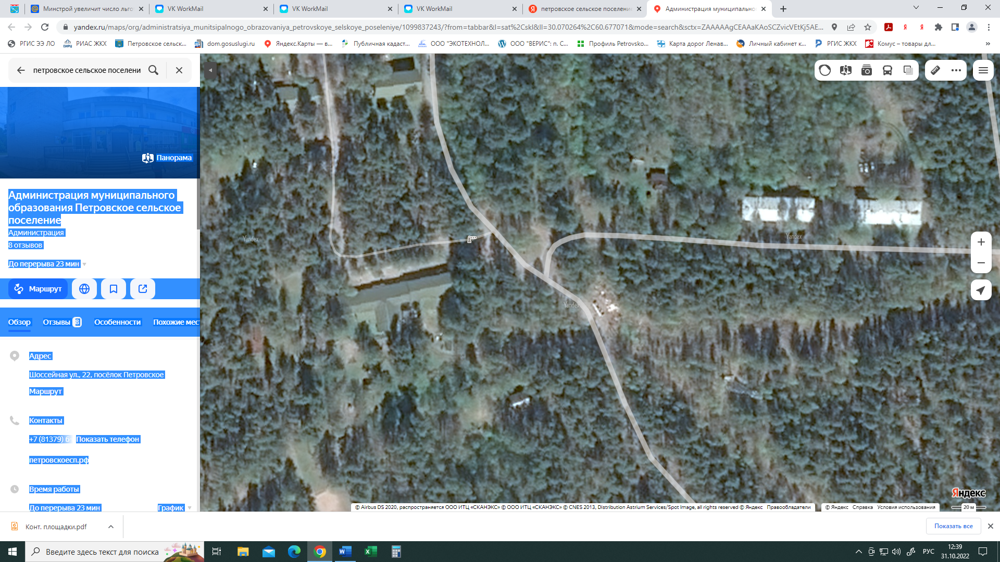 Минстрой увеличит число льго
VK WorkMail
VK WorkMail
VK WorkMail
петровское сельское поселение
Администрация муниципально
yandex.ru/maps/org/administratsiya_munitsipalnogo_obrazovaniya_petrovskoye_selskoye_poseleniye/1099837243/?from=tabbar&l=sat%2Cskl&ll=30.070264%2C60.677071&mode=search&sctx=ZAAAAAgCEAAaKAoSCZvicVEtKj5AE...
РГИС ЭЕ ЛО
РИАС ЖКХ
Петровское сельск...
dom.gosuslugi.ru
Яндекс.Карты — в...
Публичная кадаст...
ООО "ЭКОТЕХНОЛ...
ООО "ВЕРИС": п. С...
Профиль Petrovsko...
Карта дорог Ленав...
Личный кабинет к...
РГИС ЖКХ
Комус – товары дл...
»
петровское сельское поселени
Панорама
Администрация муниципального
образования Петровское сельское
поселение
Администрация
8 отзывов
До перерыва 23 мин
Маршрут
Обзор Отзывы 8 Особенности Похожие мес
Адрес
Шоссейная ул., 22, посёлок Петровское
Маршрут
Контакты
+7 (81379) 6 Показать телефон
петровскоесп.рф
Время работы
До перерыва 23 мин График
Yandex
Yandex
Yandex
Яндекс
© Airbus DS 2020, распространяется ООО ИТЦ «СКАНЭКС» © ООО ИТЦ «СКАНЭКС» © CNES 2013, Distribution Astrium Services/Spot Image, all rights reserved © Яндекс Правообладатели
© Яндекс Справка Условия использования
20 м
Конт. площадки.pdf
Показать все
Введите здесь текст для поиска
РУС
12:39
31.10.2022